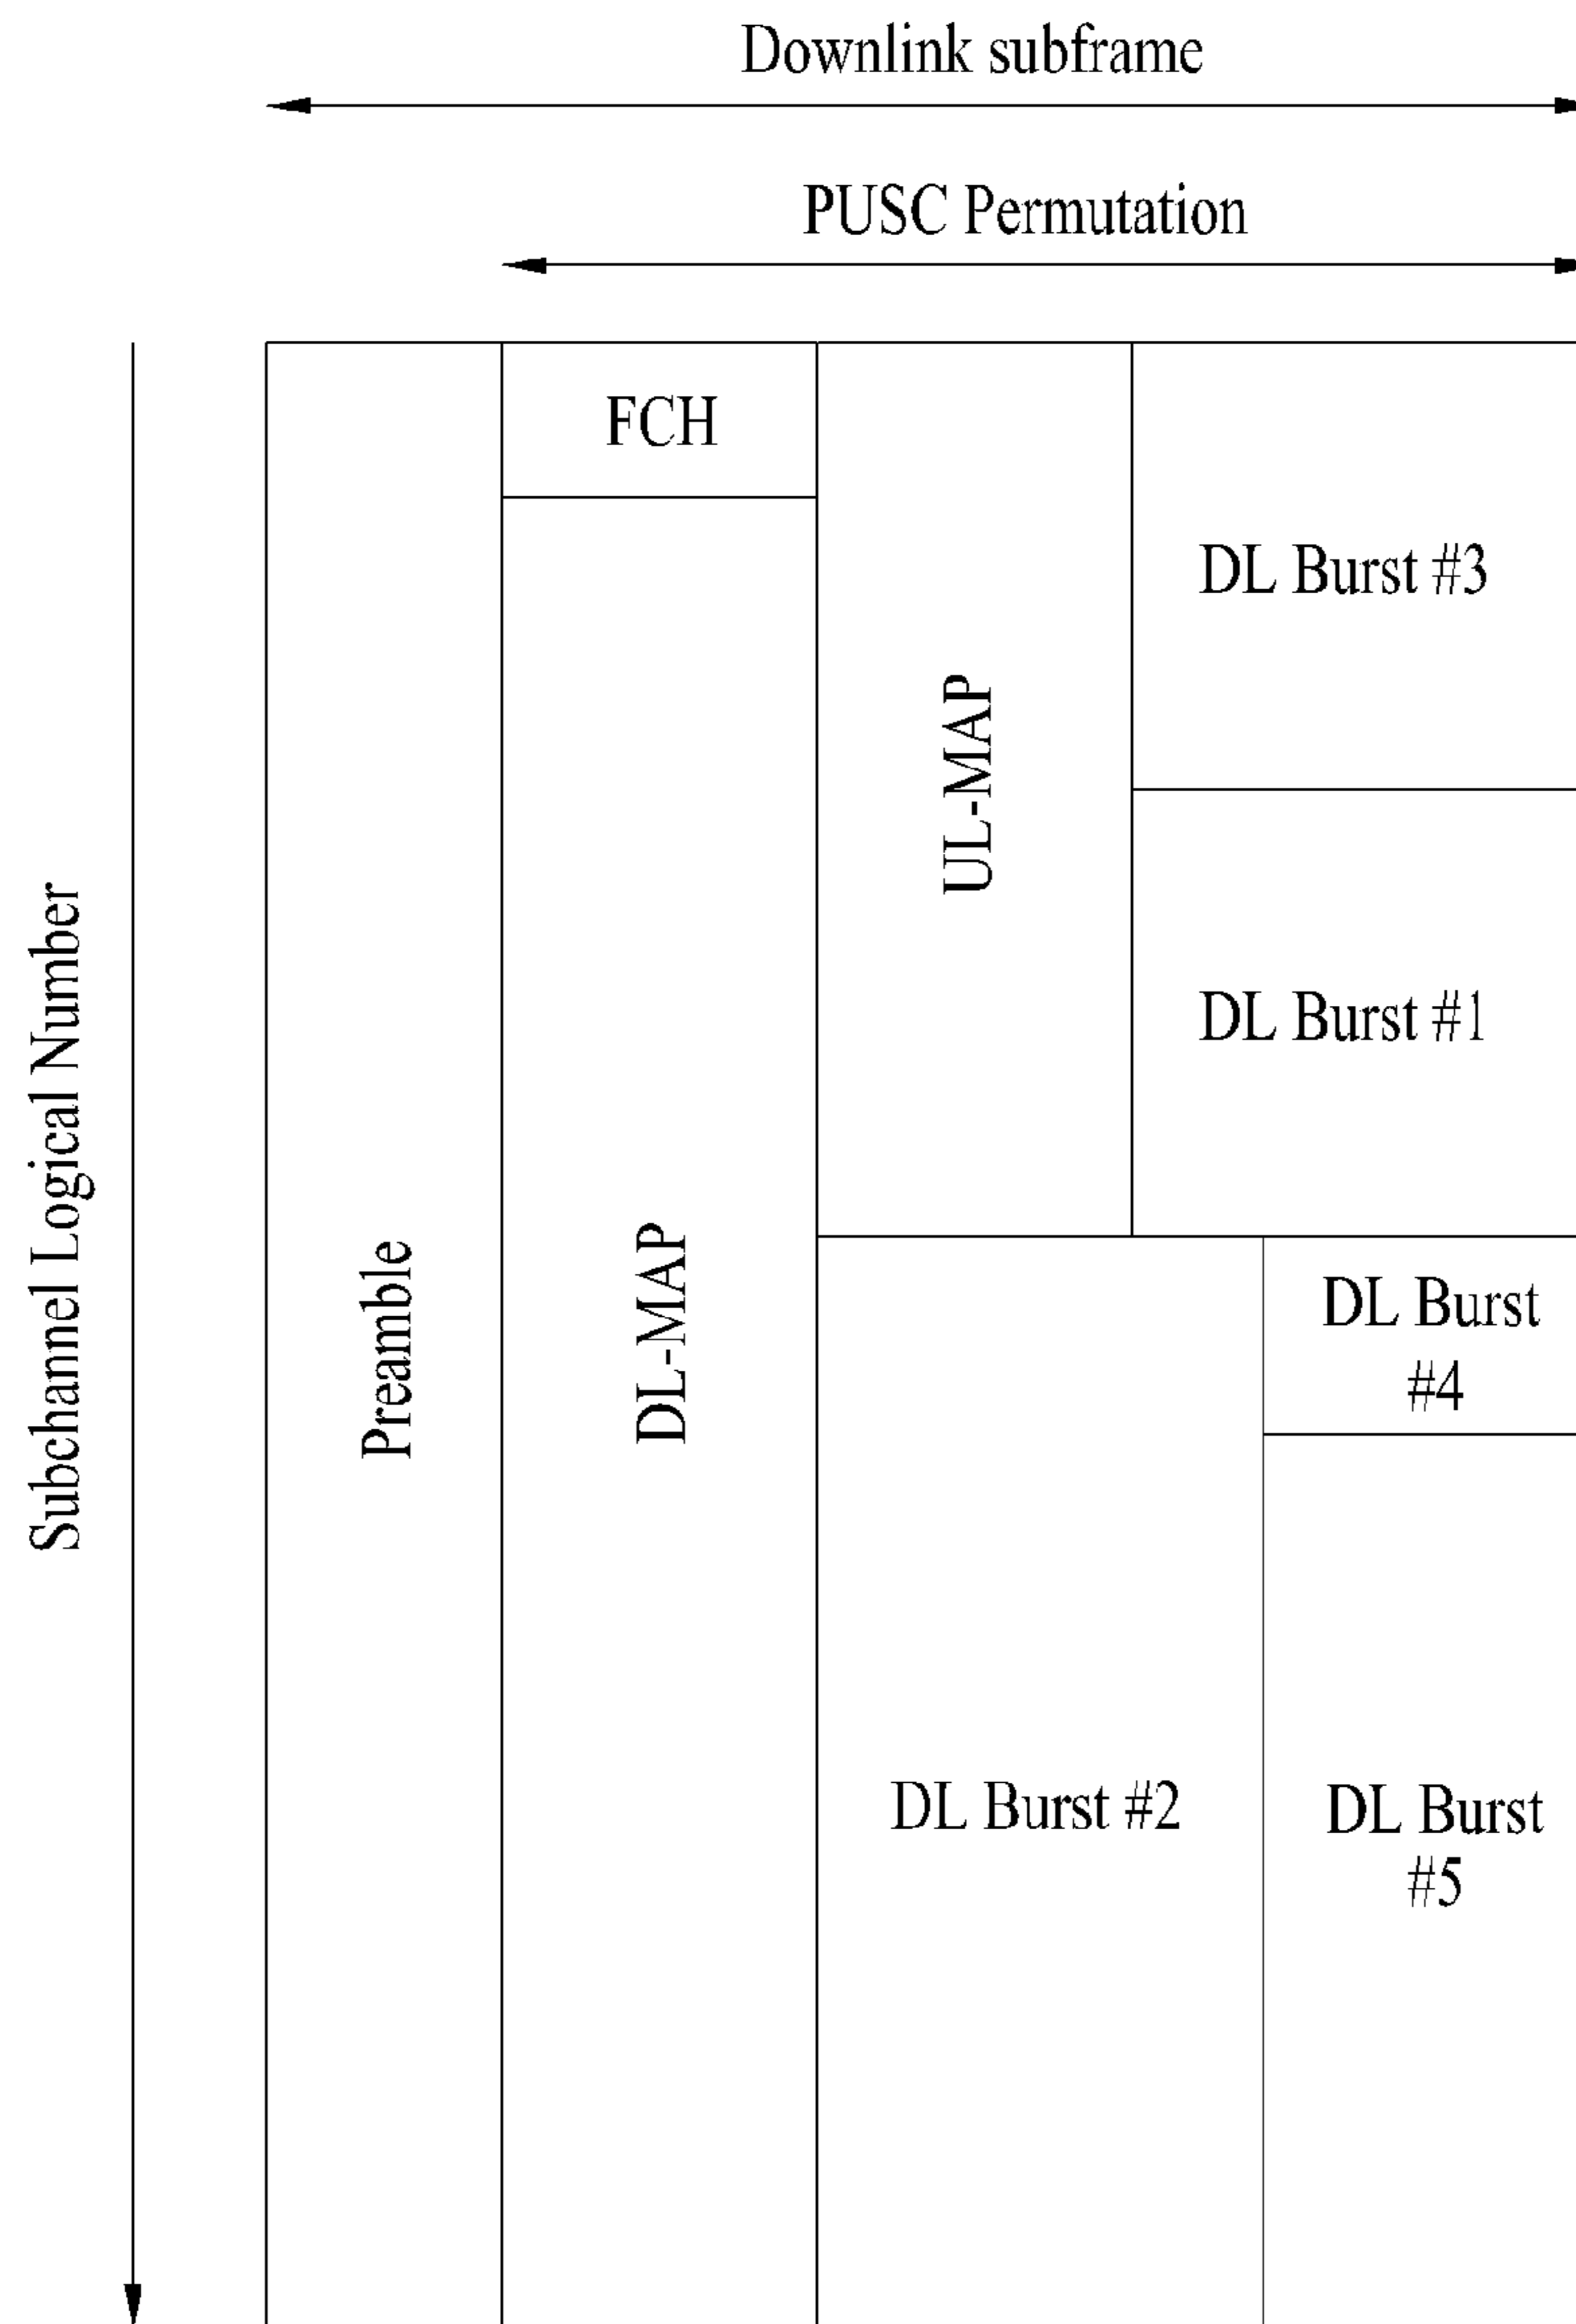 Downlink subframe
PUSC Permutation
Subchannel Logical Number
Preamble
FCH
DL-MAP
UL-MAP
DL Burst #3
DL Burst #1
DL Burst #2
DL Burst
#4
DL Burst
#5